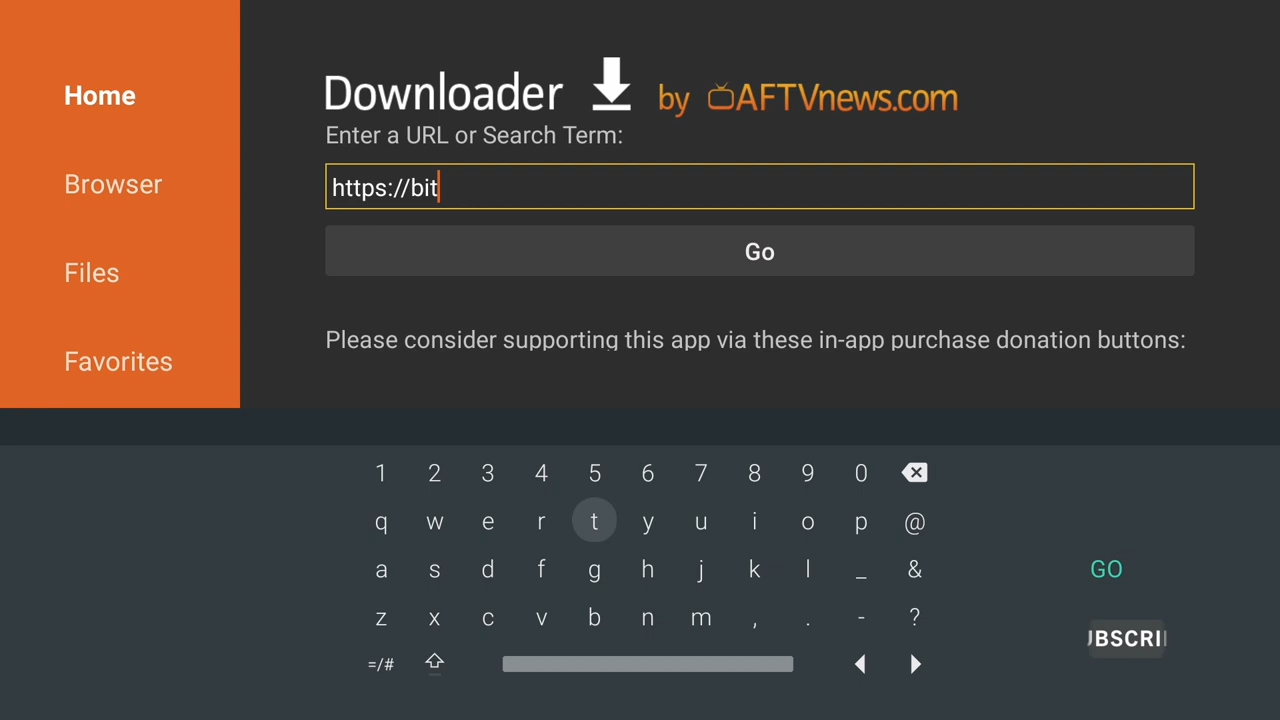 Home
Browser
Files
Favorites
Downloader by AFTVnews.com
Enter a URL or Search Term:
https://bit
Go
Please consider supporting this app via these in-app purchase donation buttons:
1 2 3 4 5 6 7 8 9 0
q w e r t y u i o p @
a s d f g h j k l _ &
z x c v b n m , . - ?
=/#
GO
UBSCRI